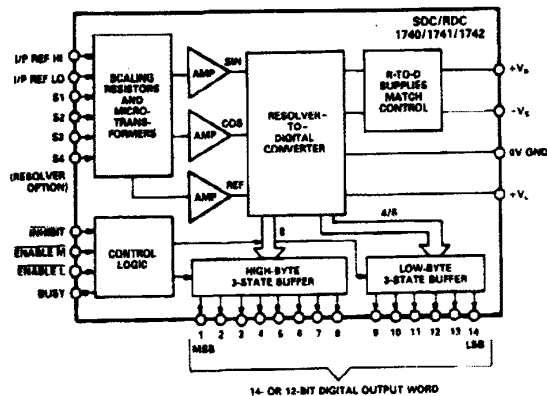 SDC/RDC
1740/1741/1742
I/P REF HI
I/P REF LO
S1
S2
S3
S4
(RESOLVER
OPTION)
SCALING
RESISTORS
AND
MICRO-
TRANS-
FORMERS
AMP
SIN
AMP
COS
AMP
REF
RESOLVER-
TO-
DIGITAL
CONVERTER
R-TO-D
SUPPLIES
MATCH
CONTROL
+VS
-VS
0V GND
+VL
INHIBIT
ENABLE M
ENABLE L
BUSY
CONTROL
LOGIC
8
4/6
HIGH-BYTE
3-STATE BUFFER
LOW-BYTE
3-STATE BUFFER
1 2 3 4 5 6 7 8 9 10 11 12 13 14
MSB LSB
14- OR 12-BIT DIGITAL OUTPUT WORD